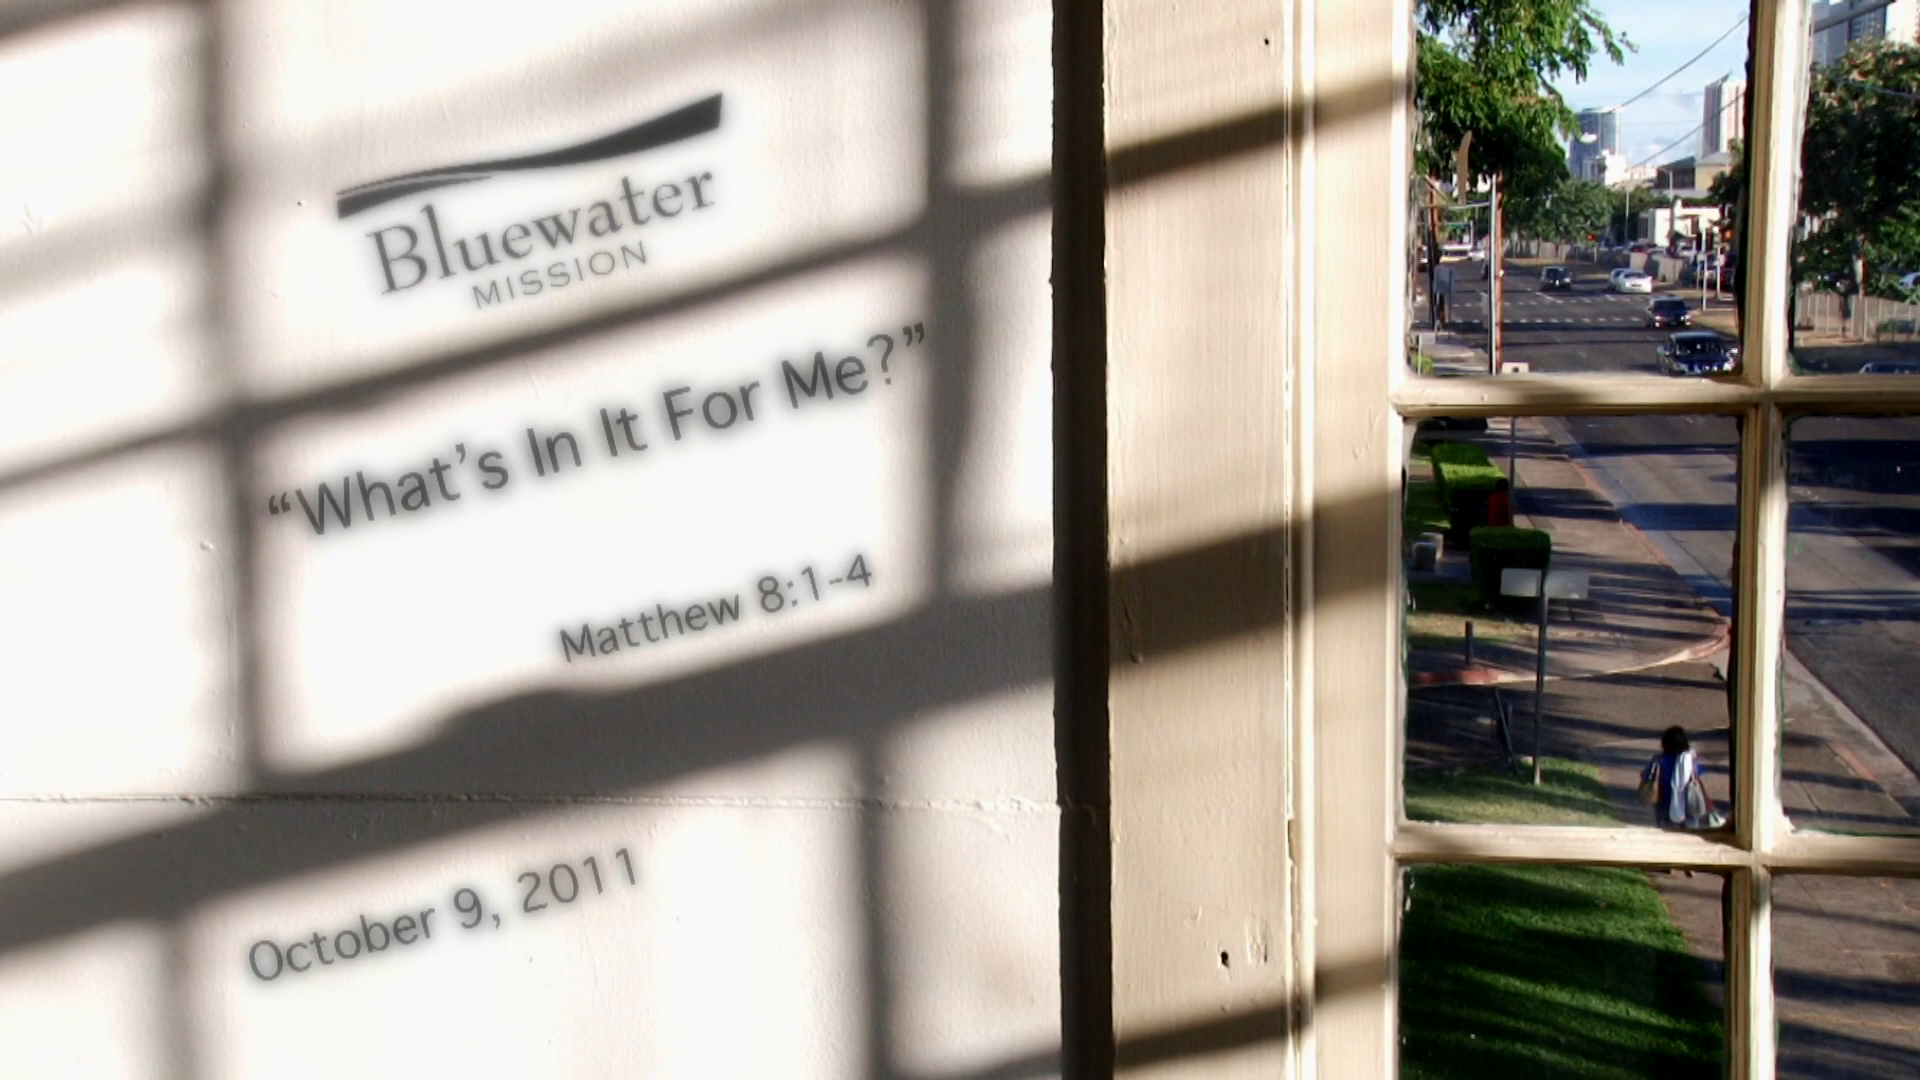 Bluewater
MISSION
“What’s In It For Me?”
Matthew 8:1-4
October 9, 2011